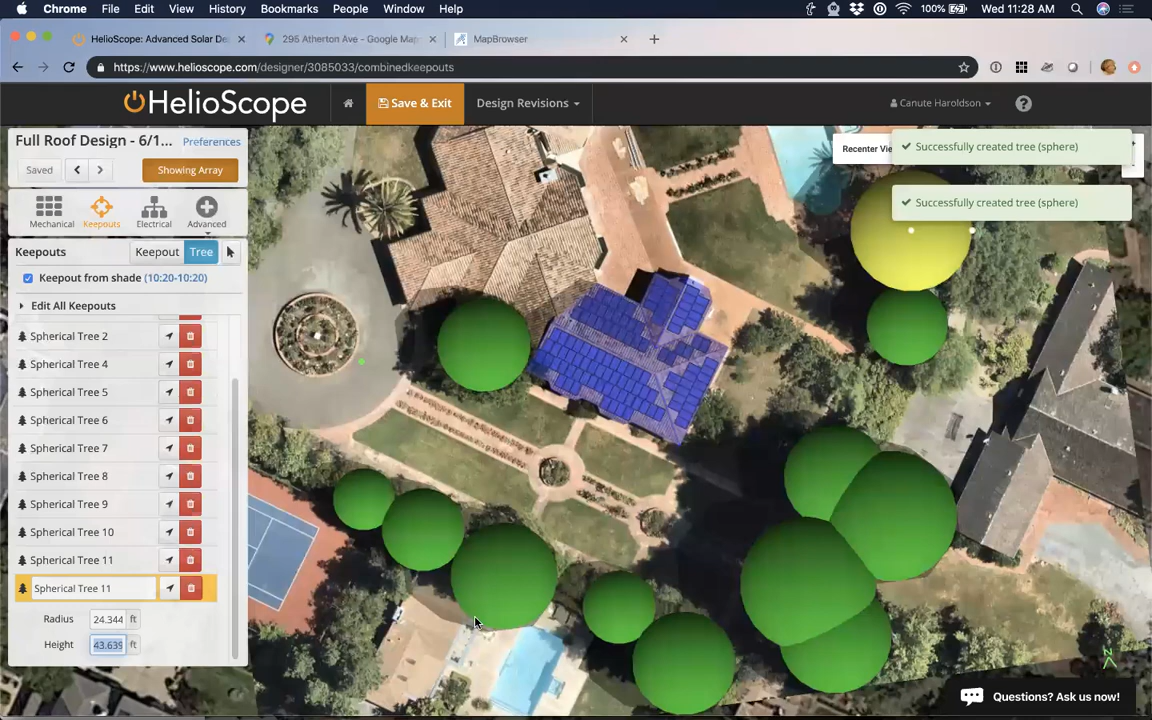 Chrome File Edit View History Bookmarks People Window Help 100% Wed 11:28 AM
HelioScope: Advanced Solar De × 295 Atherton Ave - Google Map × MapBrowser × +
https://www.helioscope.com/designer/3085033/combinedkeepouts
HelioScope Save & Exit Design Revisions Canute Haroldson ?
Full Roof Design - 6/1... Preferences
Saved Showing Array
Recenter Vie
Successfully created tree (sphere)
Successfully created tree (sphere)
Mechanical Keepouts Electrical Advanced
Keepouts Keepout Tree
Keepout from shade (10:20-10:20)
Edit All Keepouts
Spherical Tree 2
Spherical Tree 4
Spherical Tree 5
Spherical Tree 6
Spherical Tree 7
Spherical Tree 8
Spherical Tree 9
Spherical Tree 10
Spherical Tree 11
Spherical Tree 11
Radius 24.344 ft
Height 43.639 ft
N
Questions? Ask us now!